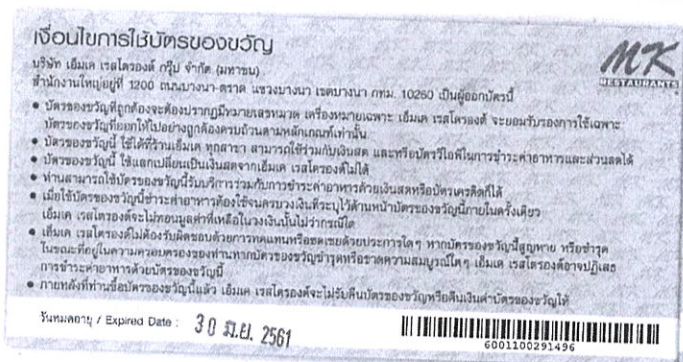 เงื่อนไขการใช้บัตรของขวัญ
MK
RESTAURANTS
บริษัท เอ็มเค เรสโตรองต์ กรุ๊ป จำกัด (มหาชน)
สำนักงานใหญ่อยู่ที่ 1200 ถนนบางนา-ตราด แขวงบางนา เขตบางนา กทม. 10260 เป็นผู้ออกบัตรนี้
• บัตรของขวัญที่ถูกต้องจะต้องปรากฏมีหมายเลขหมวด เครื่องหมายเฉพาะ เอ็มเค เรสโตรองต์ จะยอมรับรองการใช้เฉพาะ
บัตรของขวัญที่ออกให้ไปอย่างถูกต้องครบถ้วนตามหลักเกณฑ์เท่านั้น
• บัตรของขวัญนี้ ใช้ได้ที่ร้านเอ็มเค ทุกสาขา สามารถใช้ร่วมกับเงินสด และหรือบัตรวีไอพีในการชำระค่าอาหารและส่วนลดได้
• บัตรของขวัญนี้ ใช้แลกเปลี่ยนเป็นเงินสดจากเอ็มเค เรสโตรองต์ไม่ได้
• ท่านสามารถใช้บัตรของขวัญนี้รับบริการร่วมกับการชำระค่าอาหารด้วยเงินสดหรือบัตรเครดิตก็ได้
• เมื่อใช้บัตรของขวัญนี้ชำระค่าอาหารต้องใช้จนครบวงเงินที่ระบุไว้ด้านหน้าบัตรของขวัญนี้ภายในครั้งเดียว
เอ็มเค เรสโตรองต์จะไม่ทอนมูลค่าที่เหลือในวงเงินนั้นไม่ว่ากรณีใด
• เอ็มเค เรสโตรองต์ไม่ต้องรับผิดชอบด้วยการทดแทนหรือชดเชยด้วยประการใดๆ หากบัตรของขวัญนี้สูญหาย หรือชำรุด
ในขณะที่อยู่ในความครอบครองของท่านหากบัตรของขวัญชำรุดหรือขาดความสมบูรณ์ใดๆ เอ็มเค เรสโตรองต์อาจปฏิเสธ
การชำระค่าอาหารด้วยบัตรของขวัญนี้
• ภายหลังที่ท่านซื้อบัตรของขวัญนี้แล้ว เอ็มเค เรสโตรองต์จะไม่รับคืนบัตรของขวัญหรือคืนเงินค่าบัตรของขวัญให้
วันหมดอายุ / Expired Date : 30 มิ.ย. 2561
6001100291496